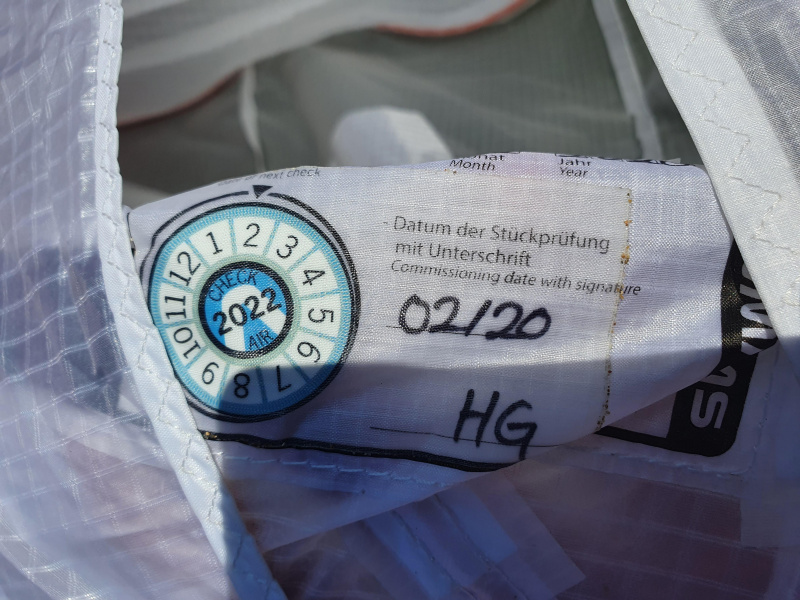 next check
Month
Jahr
Year
Datum der Stückprüfung
mit Unterschrift
Commissioning date with signature
02/20
HG
1 2 3 4 5 6 7 8 9 10 11 12
CHECK
2022
AIR